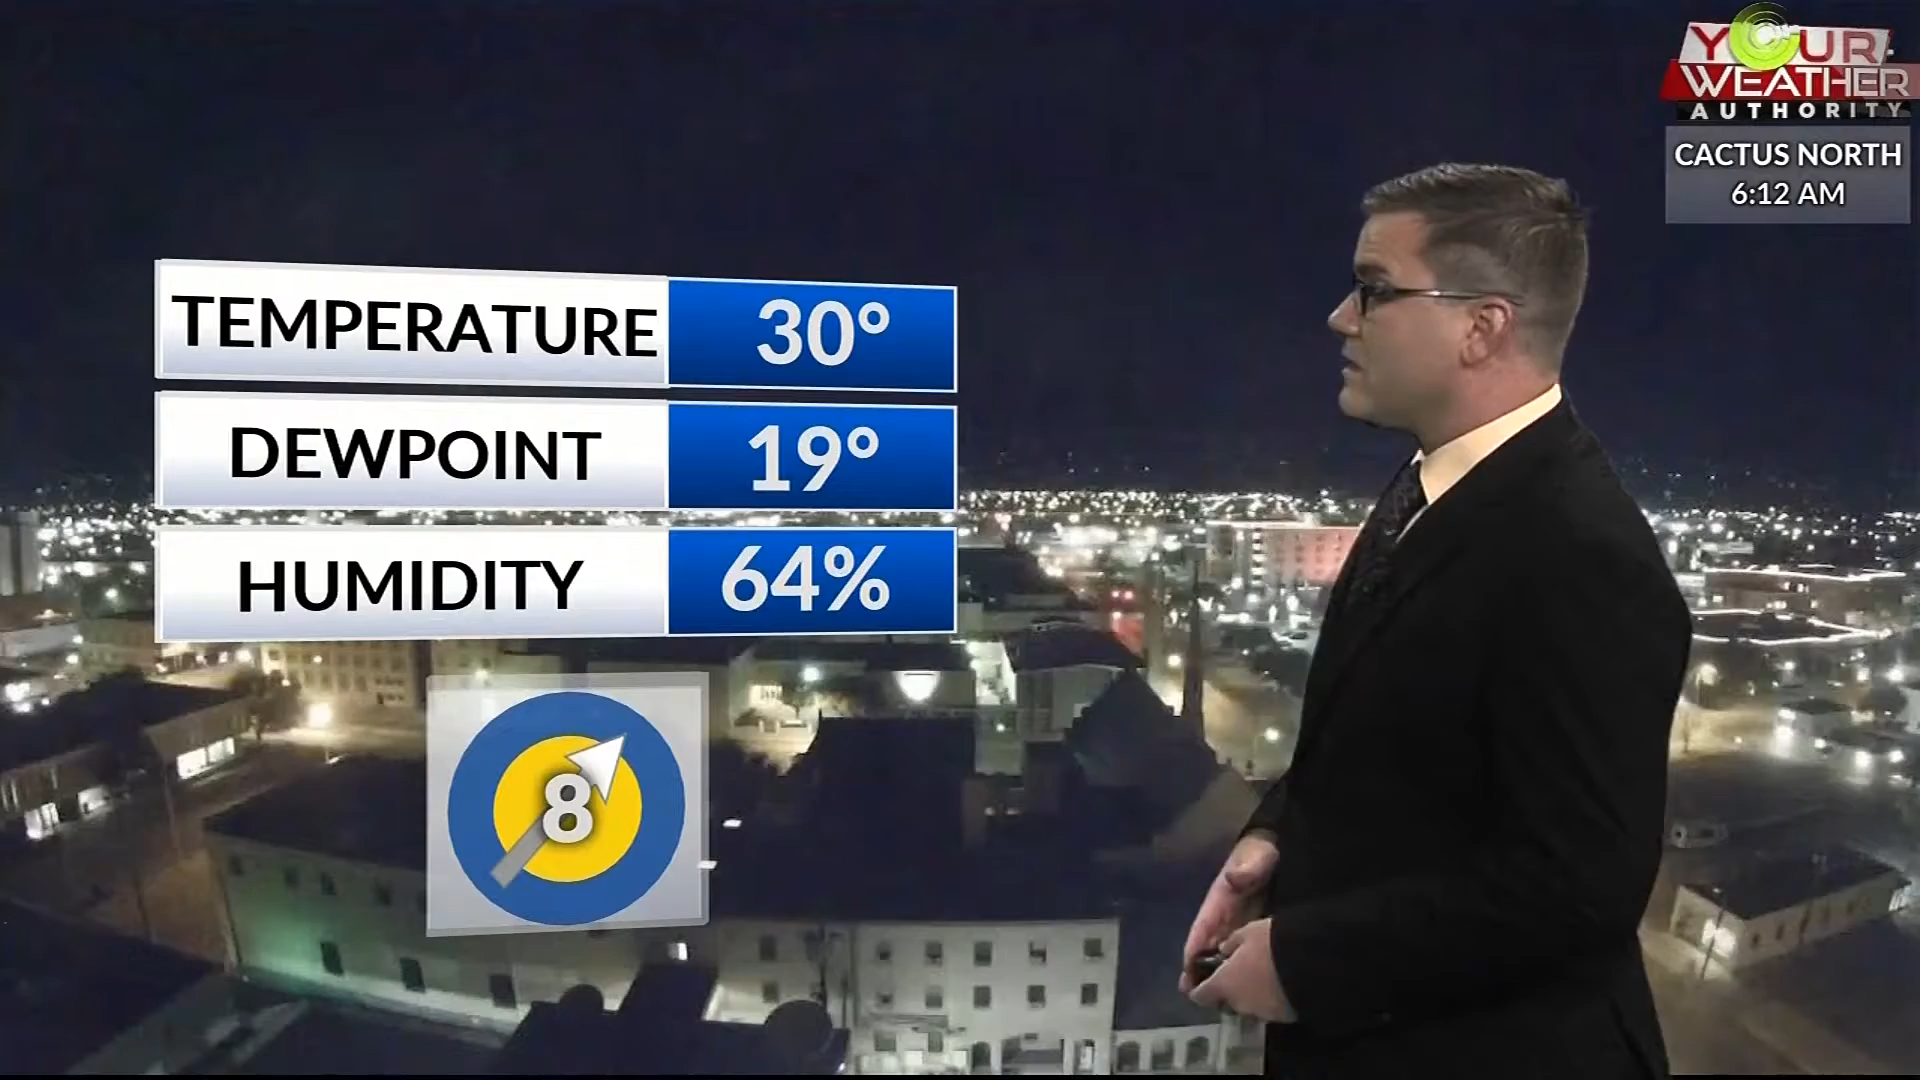 YOUR
WEATHER
AUTHORITY
CACTUS NORTH
6:12 AM
TEMPERATURE 30°
DEWPOINT 19°
HUMIDITY 64%
8